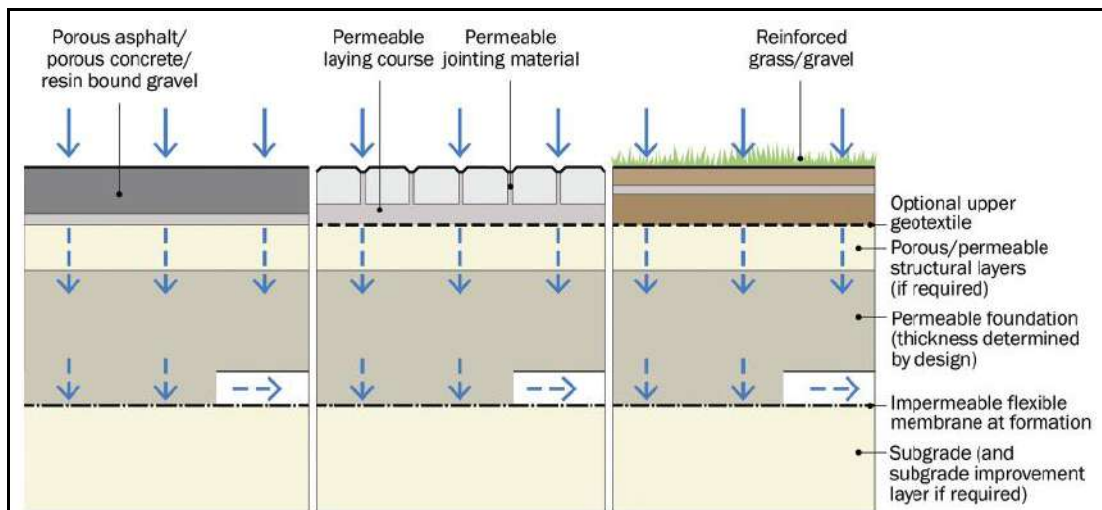 Porous asphalt/
porous concrete/
resin bound gravel
Permeable
laying course
Permeable
jointing material
Reinforced
grass/gravel
Optional upper
geotextile
Porous/permeable
structural layers
(if required)
Permeable foundation
(thickness determined
by design)
Impermeable flexible
membrane at formation
Subgrade (and
subgrade improvement
layer if required)